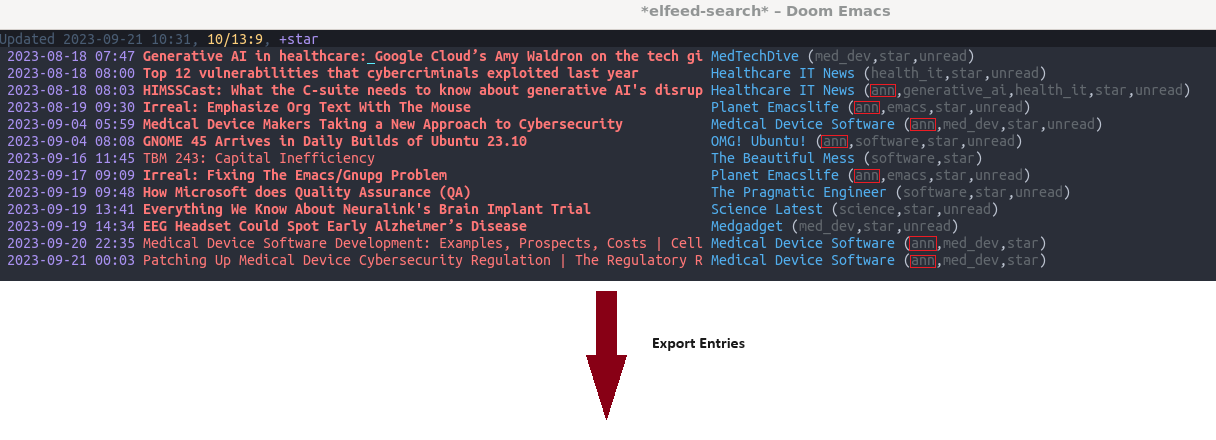 *elfeed-search* – Doom Emacs
Updated 2023-09-21 10:31, 10/13:9, +star
2023-08-18 07:47 Generative AI in healthcare:_Google Cloud’s Amy Waldron on the tech gi MedTechDive (med_dev,star,unread)
2023-08-18 08:00 Top 12 vulnerabilities that cybercriminals exploited last year Healthcare IT News (health_it,star,unread)
2023-08-18 08:03 HIMSSCast: What the C-suite needs to know about generative AI's disrup Healthcare IT News (ann,generative_ai,health_it,star,unread)
2023-08-19 09:30 Irreal: Emphasize Org Text With The Mouse Planet Emacslife (ann,emacs,star,unread)
2023-09-04 05:59 Medical Device Makers Taking a New Approach to Cybersecurity Medical Device Software (ann,med_dev,star,unread)
2023-09-04 08:08 GNOME 45 Arrives in Daily Builds of Ubuntu 23.10 OMG! Ubuntu! (ann,software,star,unread)
2023-09-16 11:45 TBM 243: Capital Inefficiency The Beautiful Mess (software,star)
2023-09-17 09:09 Irreal: Fixing The Emacs/Gnupg Problem Planet Emacslife (ann,emacs,star,unread)
2023-09-19 09:48 How Microsoft does Quality Assurance (QA) The Pragmatic Engineer (software,star,unread)
2023-09-19 13:41 Everything We Know About Neuralink's Brain Implant Trial Science Latest (science,star,unread)
2023-09-19 14:34 EEG Headset Could Spot Early Alzheimer’s Disease Medgadget (med_dev,star,unread)
2023-09-20 22:35 Medical Device Software Development: Examples, Prospects, Costs | Cell Medical Device Software (ann,med_dev,star)
2023-09-21 00:03 Patching Up Medical Device Cybersecurity Regulation | The Regulatory R Medical Device Software (ann,med_dev,star)
Export Entries